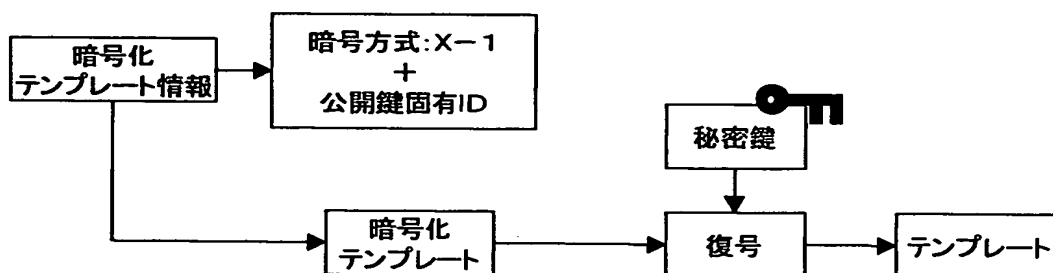 暗号化
テンプレート情報
暗号方式:X-1
+
公開鍵固有ID
秘密鍵
暗号化
テンプレート
復号
テンプレート